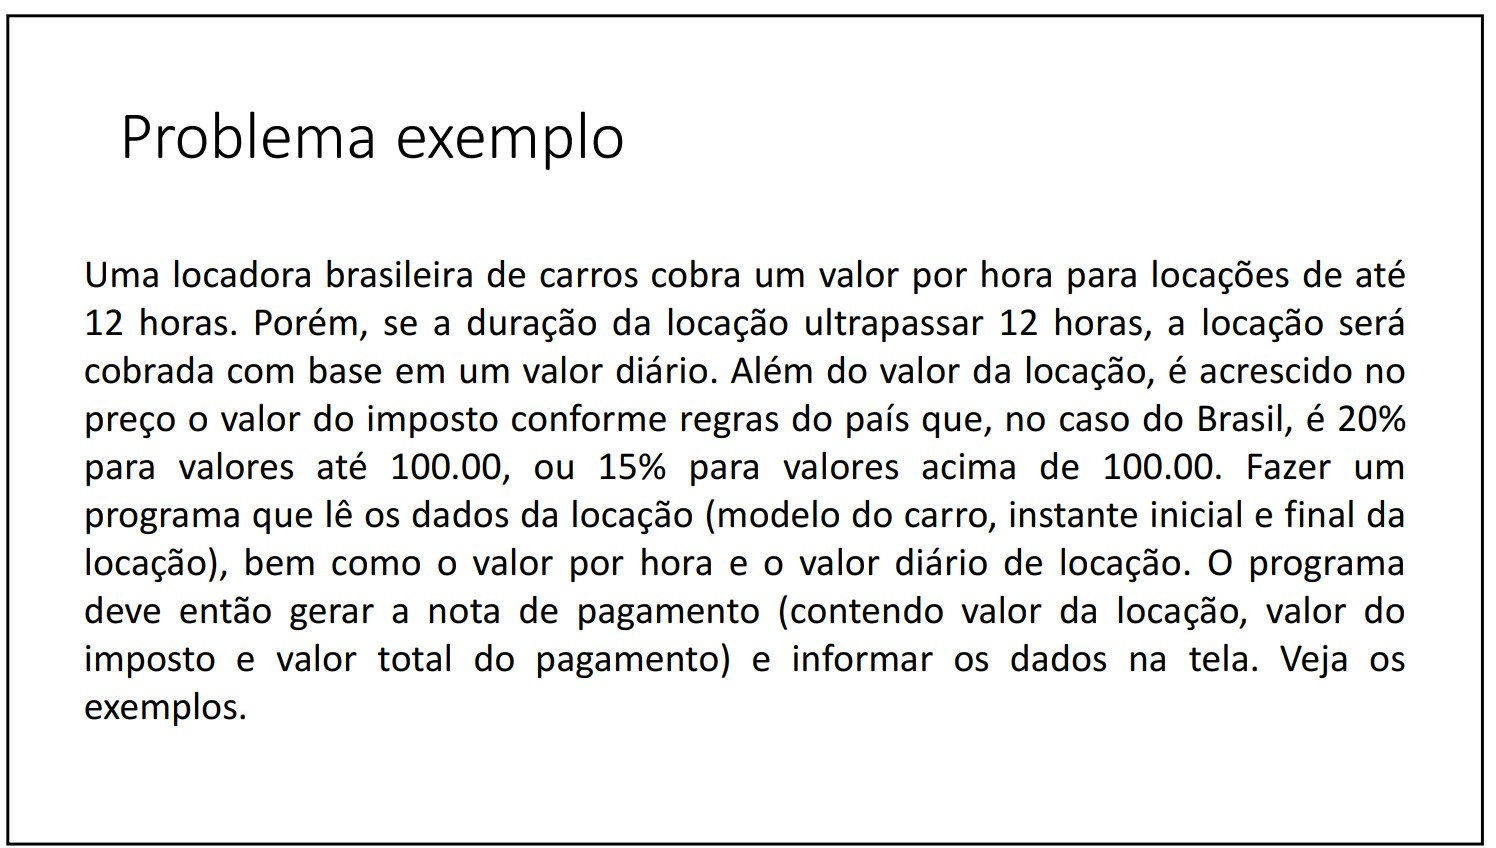 Problema exemplo
Uma locadora brasileira de carros cobra um valor por hora para locações de até
12 horas. Porém, se a duração da locação ultrapassar 12 horas, a locação será
cobrada com base em um valor diário. Além do valor da locação, é acrescido no
preço o valor do imposto conforme regras do país que, no caso do Brasil, é 20%
para valores até 100.00, ou 15% para valores acima de 100.00. Fazer um
programa que lê os dados da locação (modelo do carro, instante inicial e final da
locação), bem como o valor por hora e o valor diário de locação. O programa
deve então gerar a nota de pagamento (contendo valor da locação, valor do
imposto e valor total do pagamento) e informar os dados na tela. Veja os
exemplos.